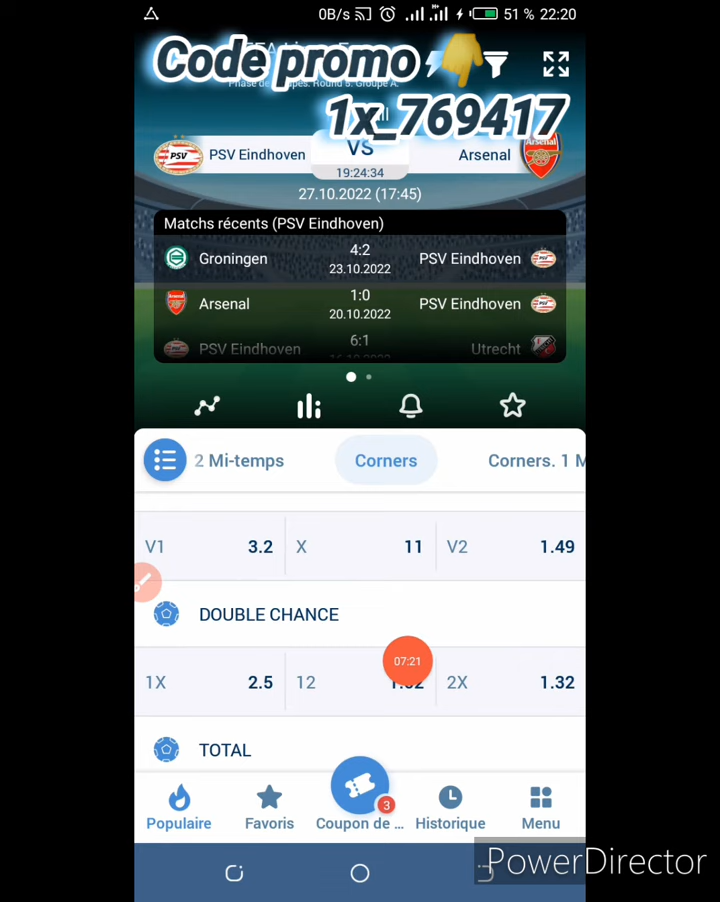 0B/s 51 % 22:20
Code promo
1x_769417
PSV Eindhoven VS Arsenal
19:24:34
27.10.2022 (17:45)
Matchs récents (PSV Eindhoven)
Groningen 4:2 PSV Eindhoven
23.10.2022
Arsenal 1:0 PSV Eindhoven
20.10.2022
PSV Eindhoven 6:1 Utrecht
2 Mi-temps Corners Corners. 1 M
V1 3.2 X 11 V2 1.49
DOUBLE CHANCE
07:21
1X 2.5 12 2X 1.32
TOTAL
3
Populaire Favoris Coupon de ... Historique Menu
PowerDirector